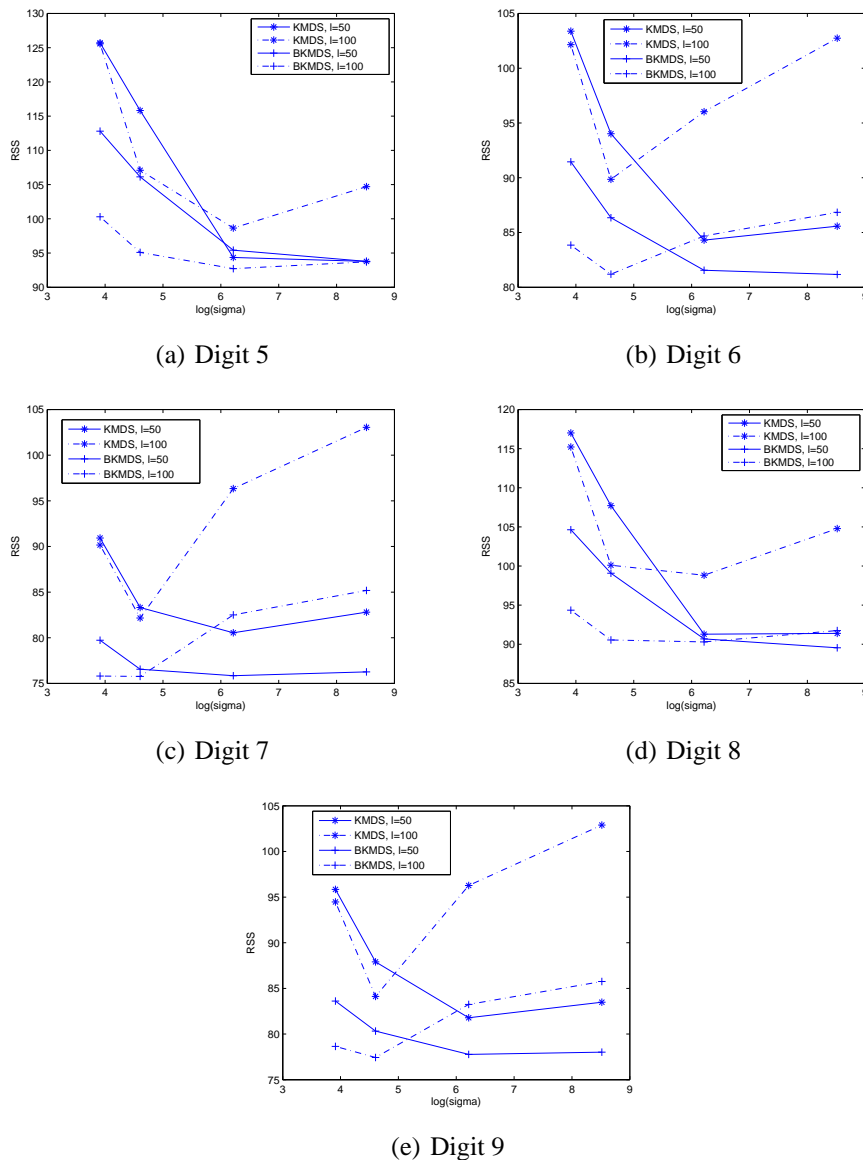 130
125
120
115
110
105
100
95
90
RSS
3 4 5 6 7 8 9
log(sigma)
KMDS, l=50
KMDS, l=100
BKMDS, l=50
BKMDS, l=100
(a) Digit 5
105
100
95
90
85
80
RSS
3 4 5 6 7 8 9
log(sigma)
KMDS, l=50
KMDS, l=100
BKMDS, l=50
BKMDS, l=100
(b) Digit 6
105
100
95
90
85
80
75
RSS
3 4 5 6 7 8 9
log(sigma)
KMDS, l=50
KMDS, l=100
BKMDS, l=50
BKMDS, l=100
(c) Digit 7
120
115
110
105
100
95
90
85
RSS
3 4 5 6 7 8 9
log(sigma)
KMDS, l=50
KMDS, l=100
BKMDS, l=50
BKMDS, l=100
(d) Digit 8
105
100
95
90
85
80
75
RSS
3 4 5 6 7 8 9
log(sigma)
KMDS, l=50
KMDS, l=100
BKMDS, l=50
BKMDS, l=100
(e) Digit 9